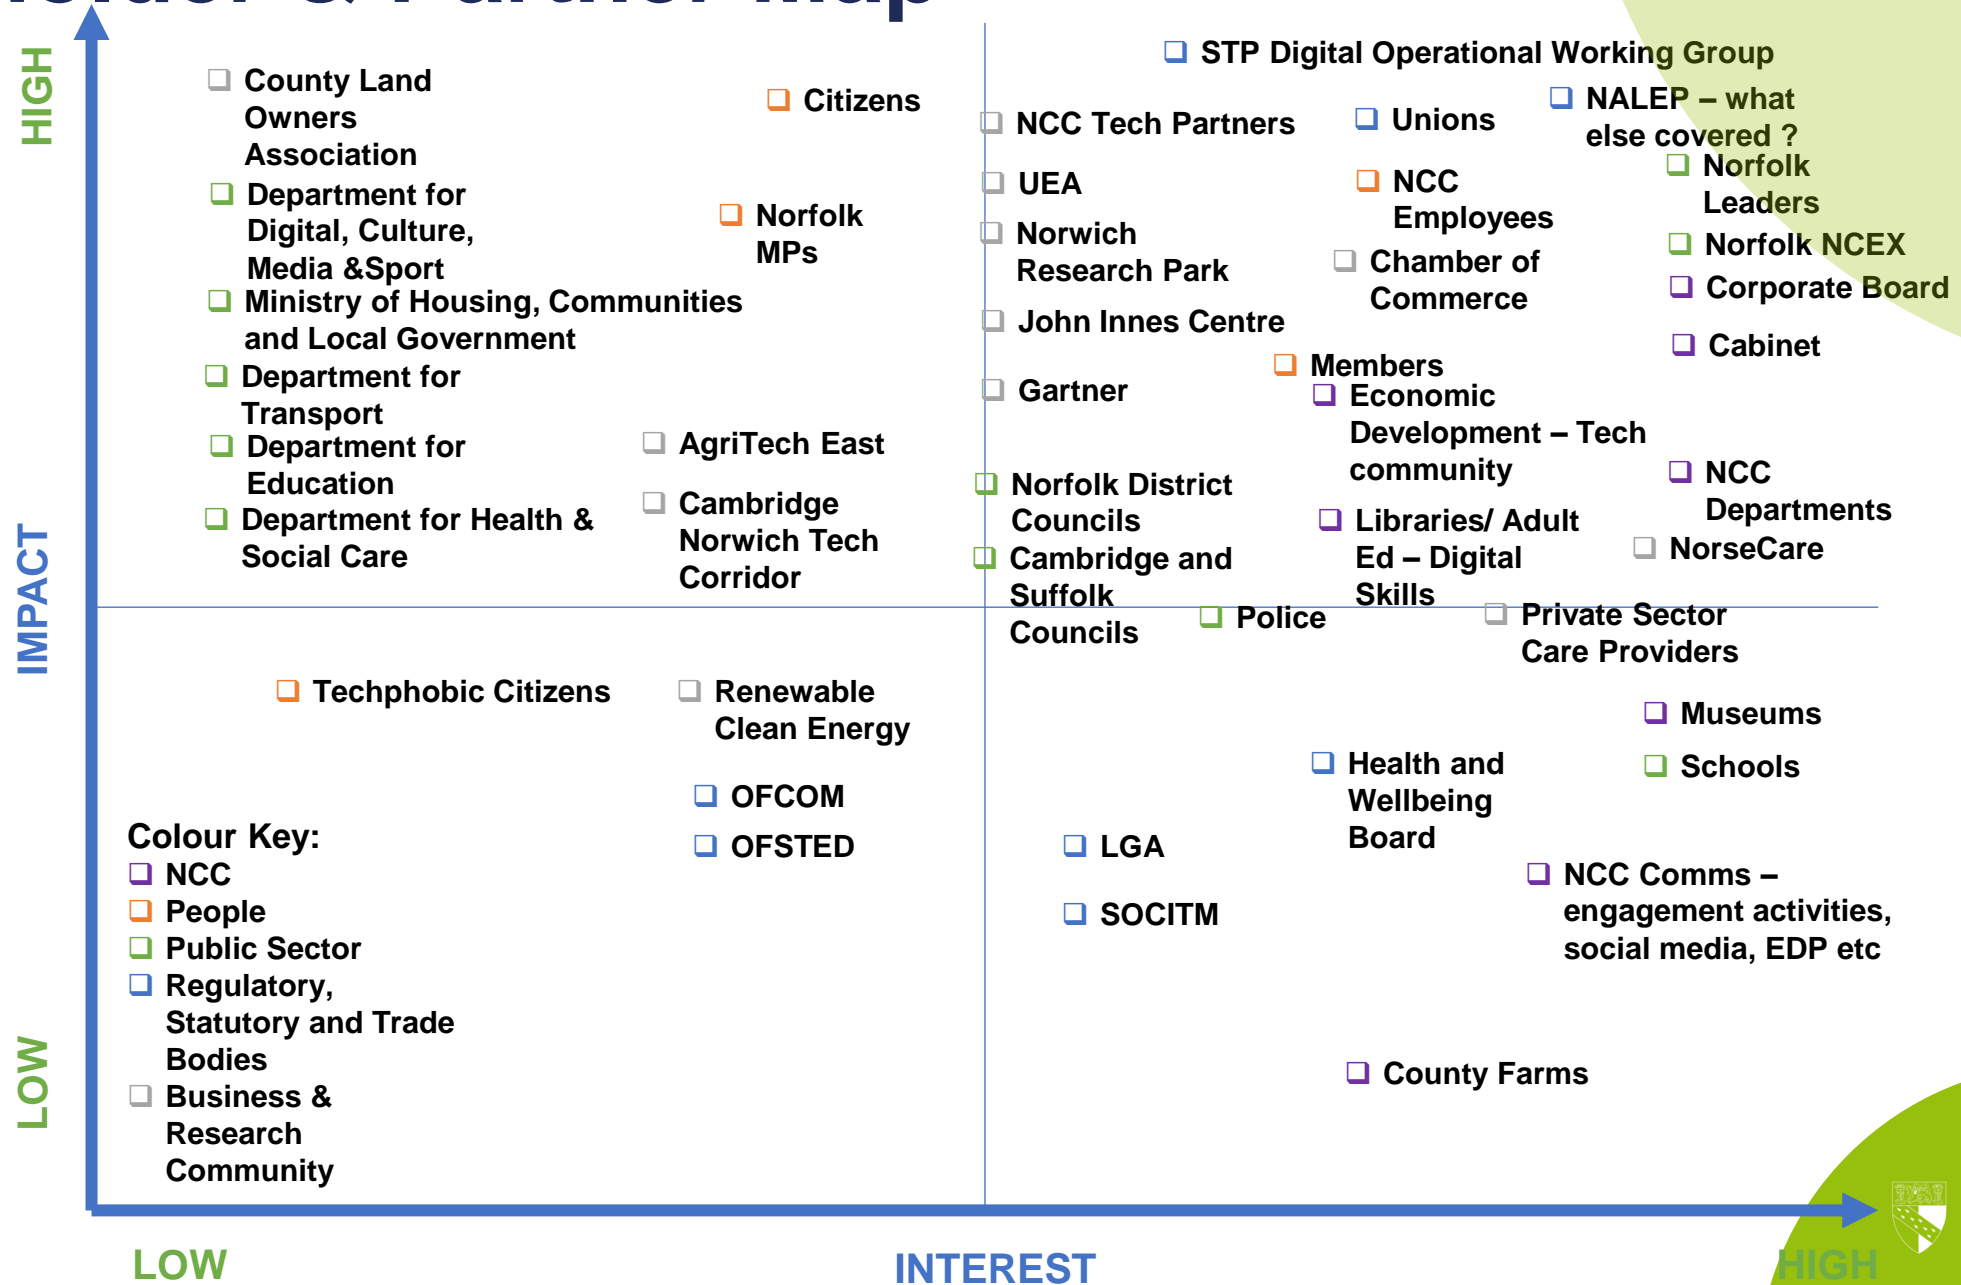 & Partner Map
HIGH
County Land
Owners
Association
Department for
Digital, Culture,
Media &Sport
Ministry of Housing, Communities
and Local Government
Department for
Transport
Department for
Education
Department for Health &
Social Care
Citizens
Norfolk
MPs
AgriTech East
Cambridge
Norwich Tech
Corridor
STP Digital Operational Working Group
NCC Tech Partners
UEA
Norwich
Research Park
John Innes Centre
Gartner
Norfolk District
Councils
Cambridge and
Suffolk
Councils
Unions
NCC
Employees
Chamber of
Commerce
Members
Economic
Development – Tech
community
Libraries/ Adult
Ed – Digital
Skills
Police
NALEP – what
else covered ?
Norfolk
Leaders
Norfolk NCEX
Corporate Board
Cabinet
NCC
Departments
NorseCare
Private Sector
Care Providers
IMPACT
Techphobic Citizens
Renewable
Clean Energy
OFCOM
OFSTED
Museums
Schools
Health and
Wellbeing
Board
LGA
SOCITM
NCC Comms –
engagement activities,
social media, EDP etc
County Farms
Colour Key:
NCC
People
Public Sector
Regulatory,
Statutory and Trade
Bodies
Business &
Research
Community
LOW
LOW
INTEREST
HIGH